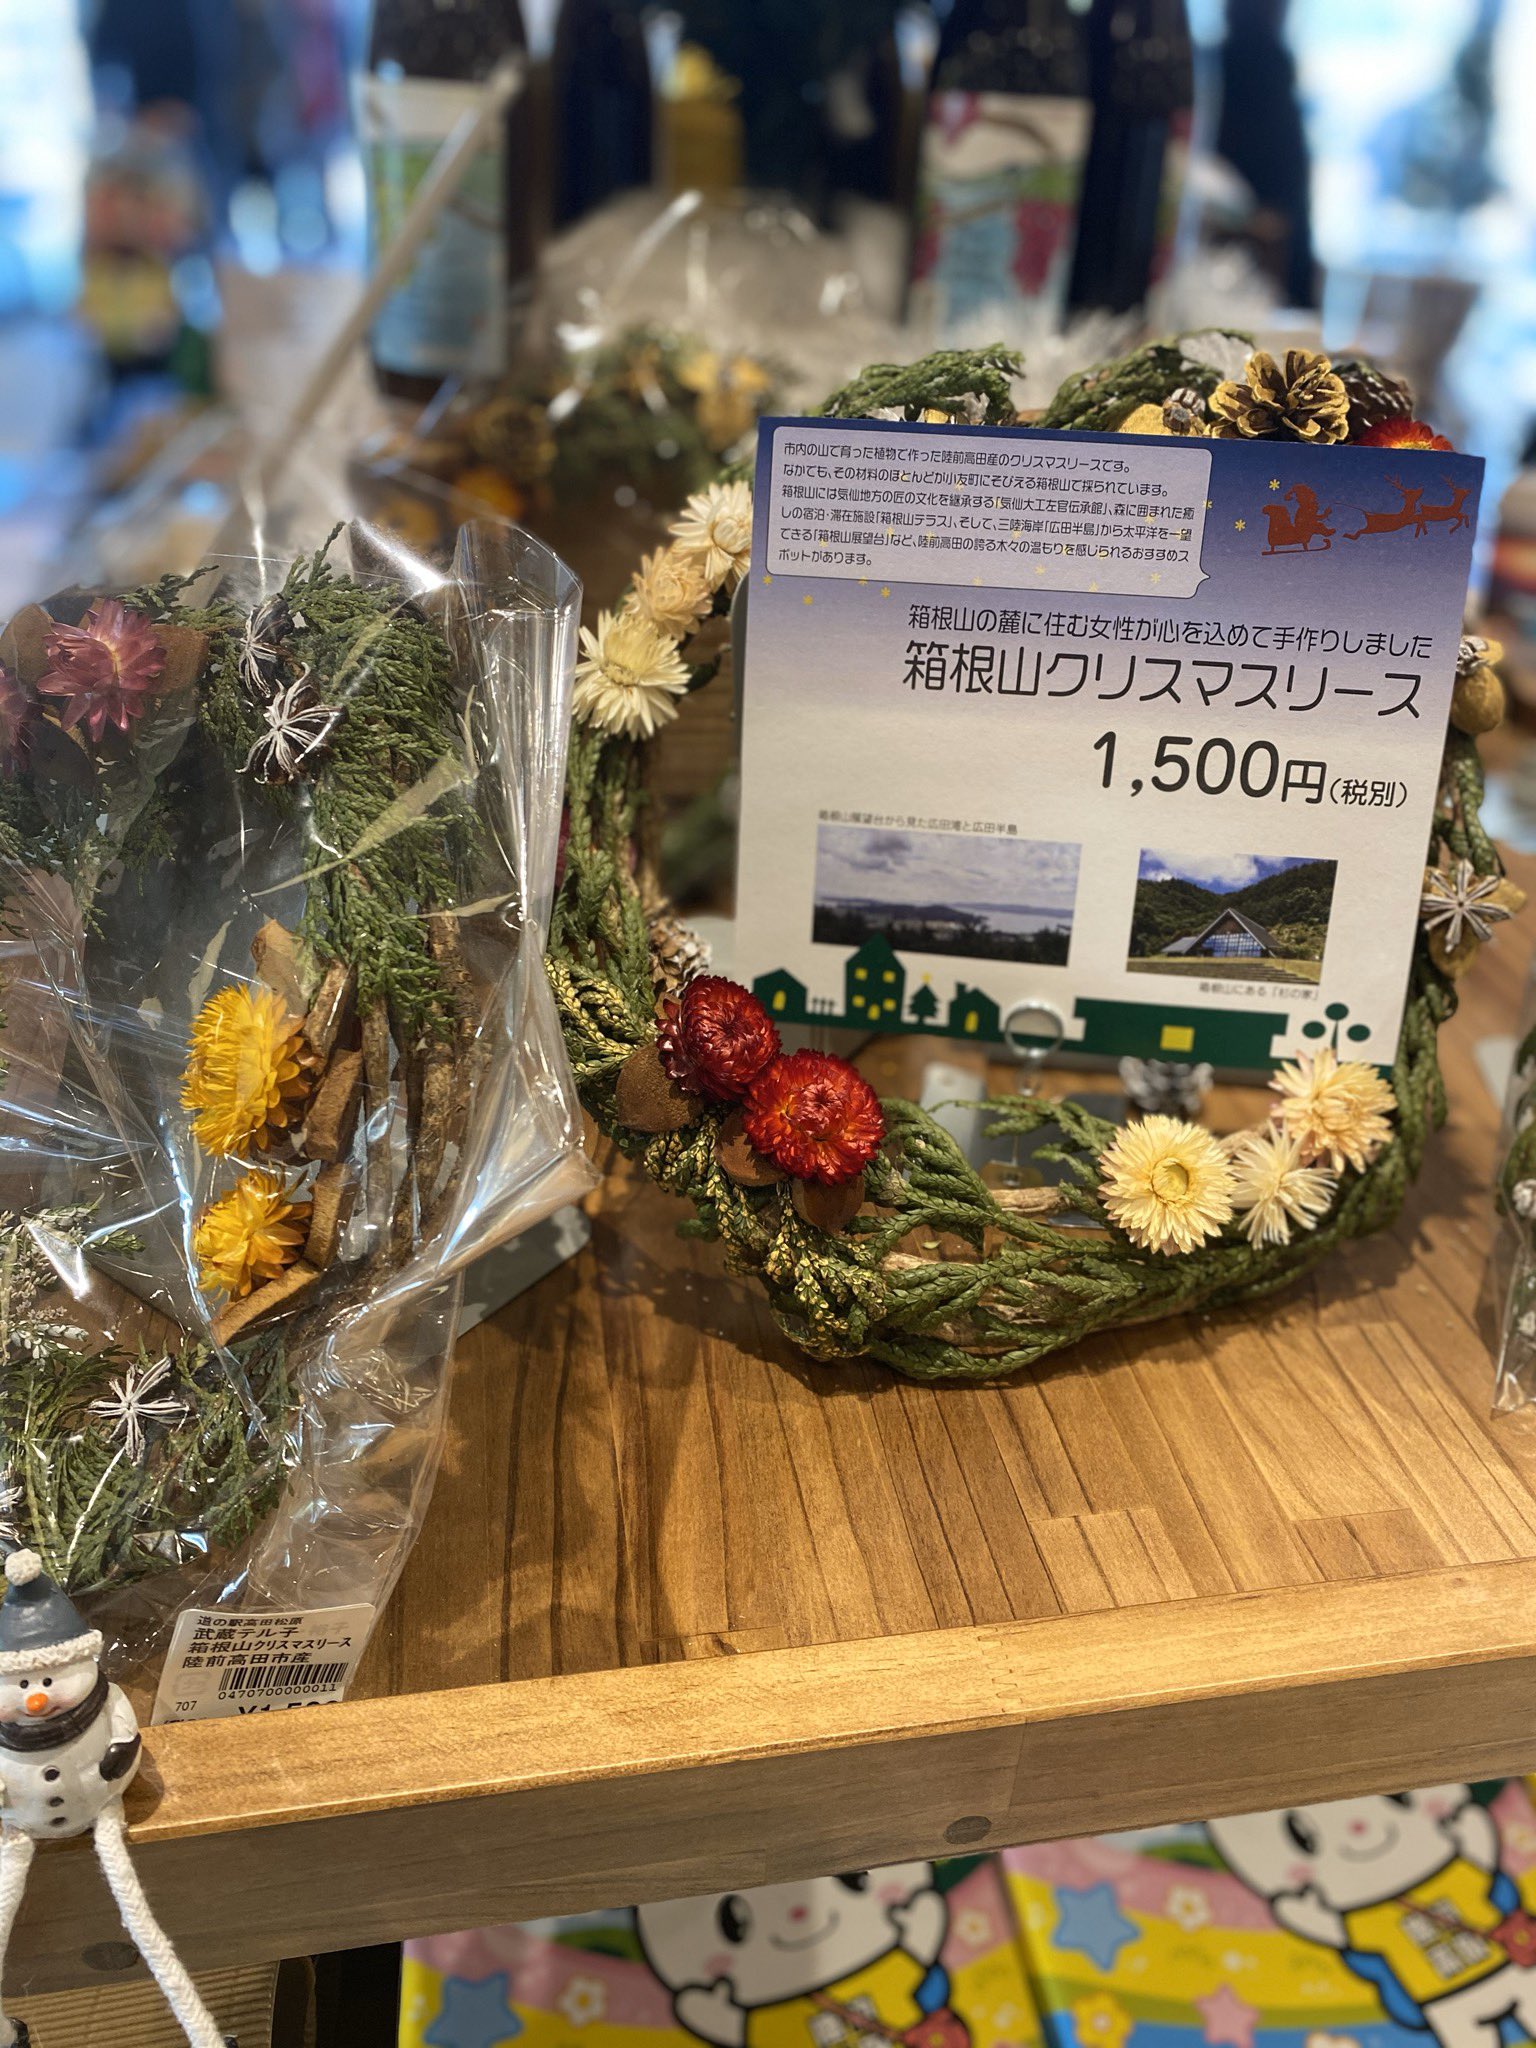 市内の山で育った植物で作った陸前高田産のクリスマスリースです。
なかでも、その材料のほとんどが小友町にそびえる箱根山で採られています。
箱根山には気仙地方の匠の文化を継承する「気仙大工左官伝承館」、森に囲まれた癒
しの宿泊・滞在施設「箱根山テラス」、そして、三陸海岸「広田半島」から太平洋を一望
できる「箱根山展望台」など、陸前高田の誇る木々の温もりを感じられるおすすめス
ポットがあります。
箱根山の麓に住む女性が心を込めて手作りしました
箱根山クリスマスリース
1,500円(税別)
箱根山展望台から見た広田湾と広田半島
箱根山にある「杉の家」
道の駅高田松原
武蔵テル子
箱根山クリスマスリース
陸前高田市産
0470700000011
707